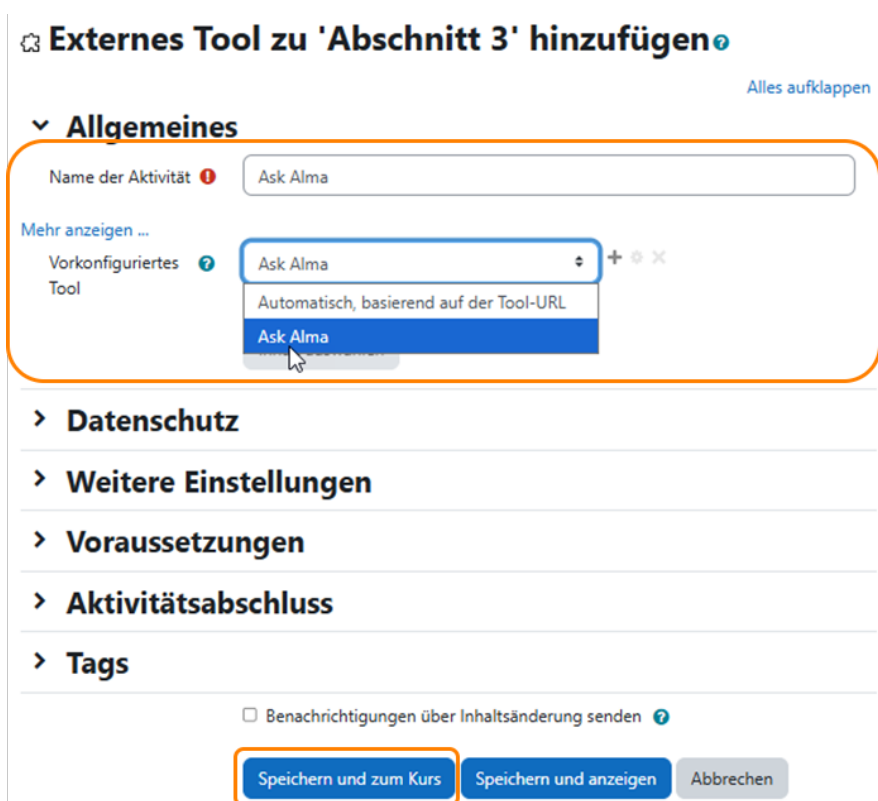 Externes Tool zu 'Abschnitt 3' hinzufügen
Alles aufklappen
Allgemeines
Name der Aktivität
Ask Alma
Mehr anzeigen ...
Vorkonfiguriertes
Tool
Ask Alma
Automatisch, basierend auf der Tool-URL
Ask Alma
Datenschutz
Weitere Einstellungen
Voraussetzungen
Aktivitätsabschluss
Tags
Benachrichtigungen über Inhaltsänderung senden
Speichern und zum Kurs Speichern und anzeigen Abbrechen